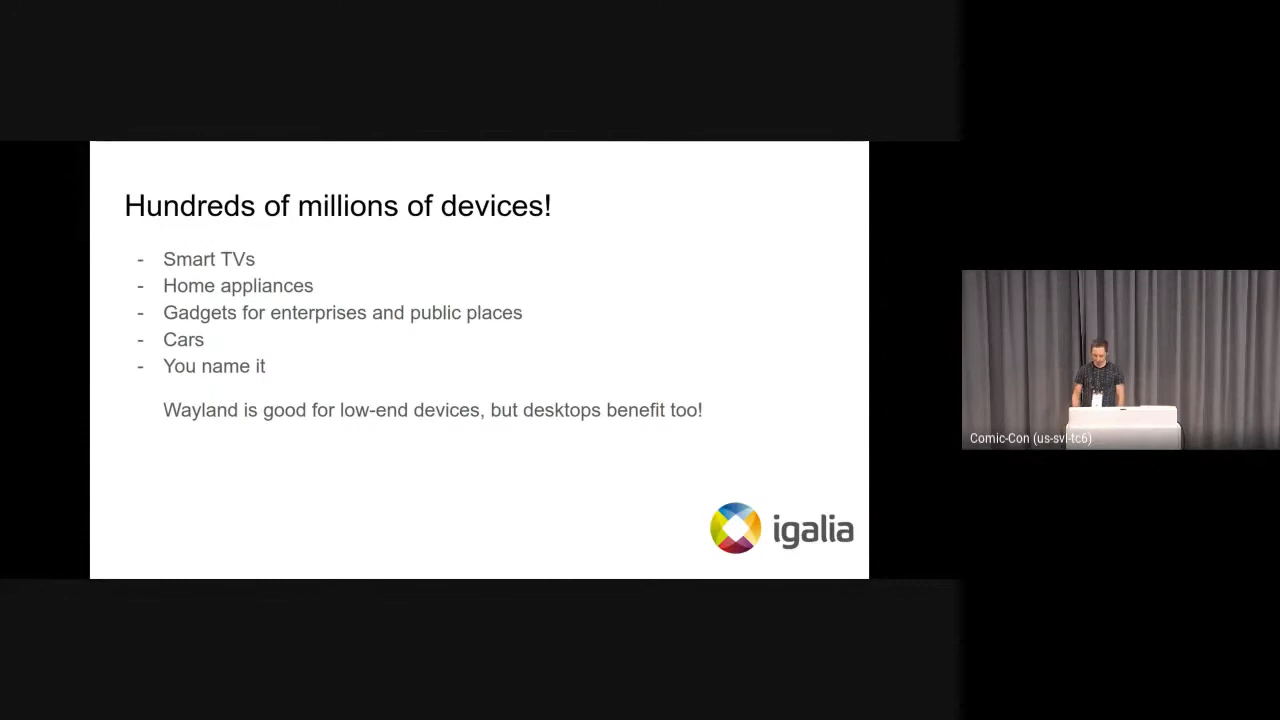 Hundreds of millions of devices!
- Smart TVs
- Home appliances
- Gadgets for enterprises and public places
- Cars
- You name it
Wayland is good for low-end devices, but desktops benefit too!
igalia
Comic-Con (us-svl-tc6)